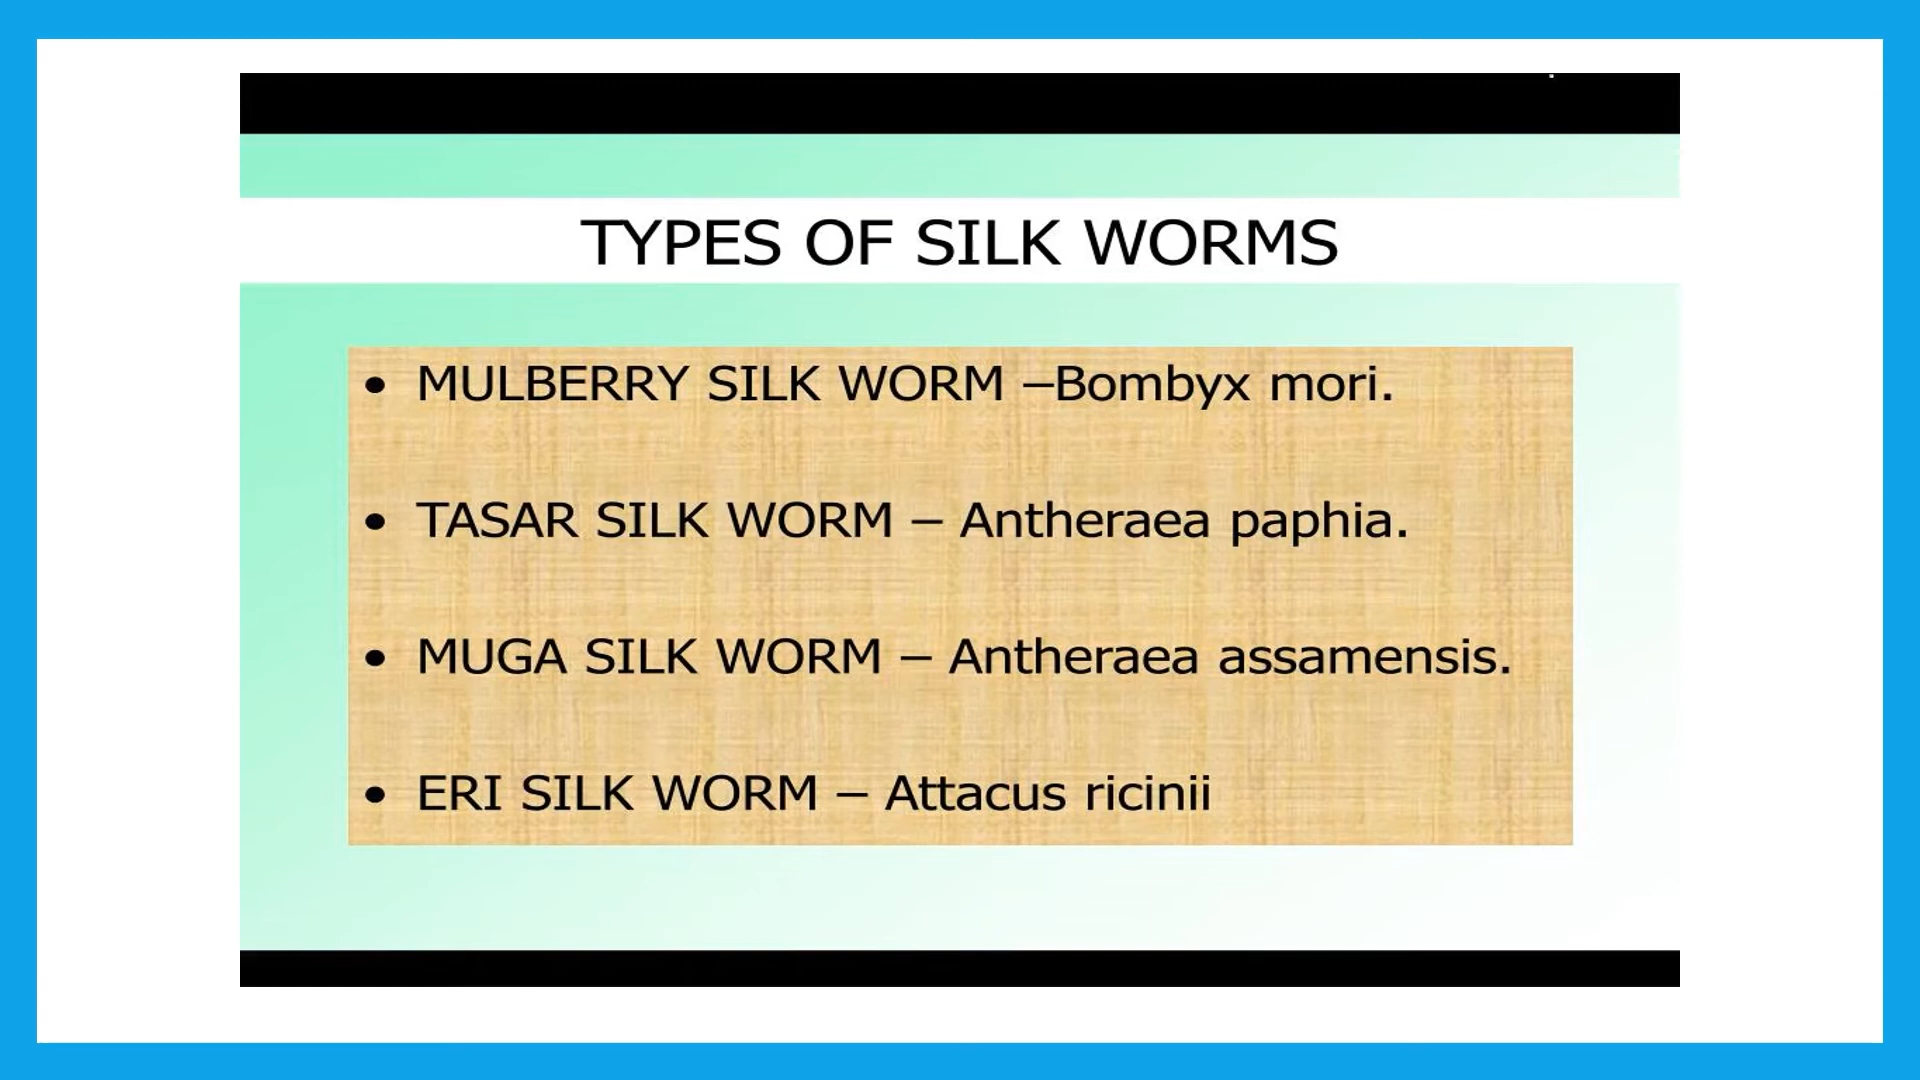 TYPES OF SILK WORMS
• MULBERRY SILK WORM –Bombyx mori.
• TASAR SILK WORM – Antheraea paphia.
• MUGA SILK WORM – Antheraea assamensis.
• ERI SILK WORM – Attacus ricinii